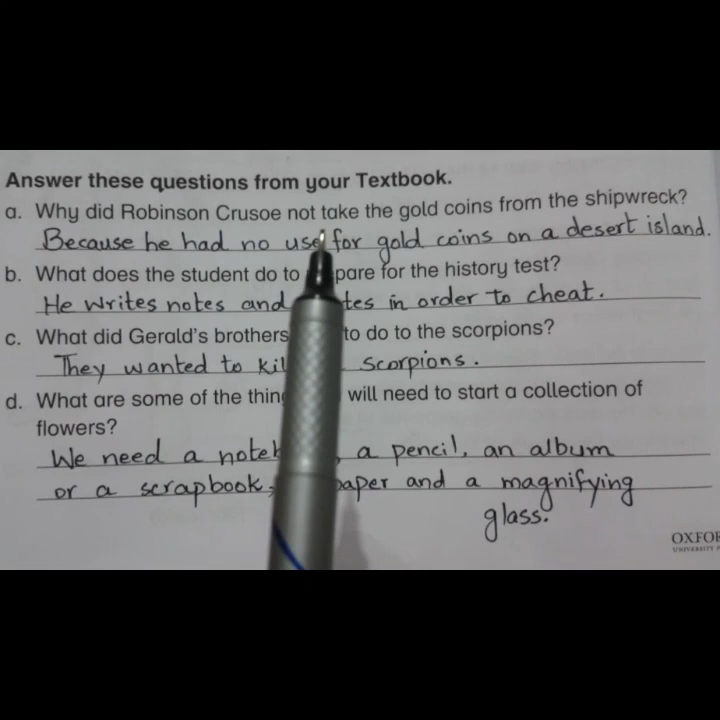 Answer these questions from your Textbook.
a. Why did Robinson Crusoe not take the gold coins from the shipwreck?
Because he had no use for gold coins on a desert island.
b. What does the student do to pare for the history test?
He writes notes and tes in order to cheat.
c. What did Gerald's brothers to do to the scorpions?
They wanted to kil scorpions.
d. What are some of the thin will need to start a collection of
flowers?
We need a noteb , a pencil, an album
or a scrapbook, paper and a magnifying
glass.
OXFOR
UNIVERSITY P